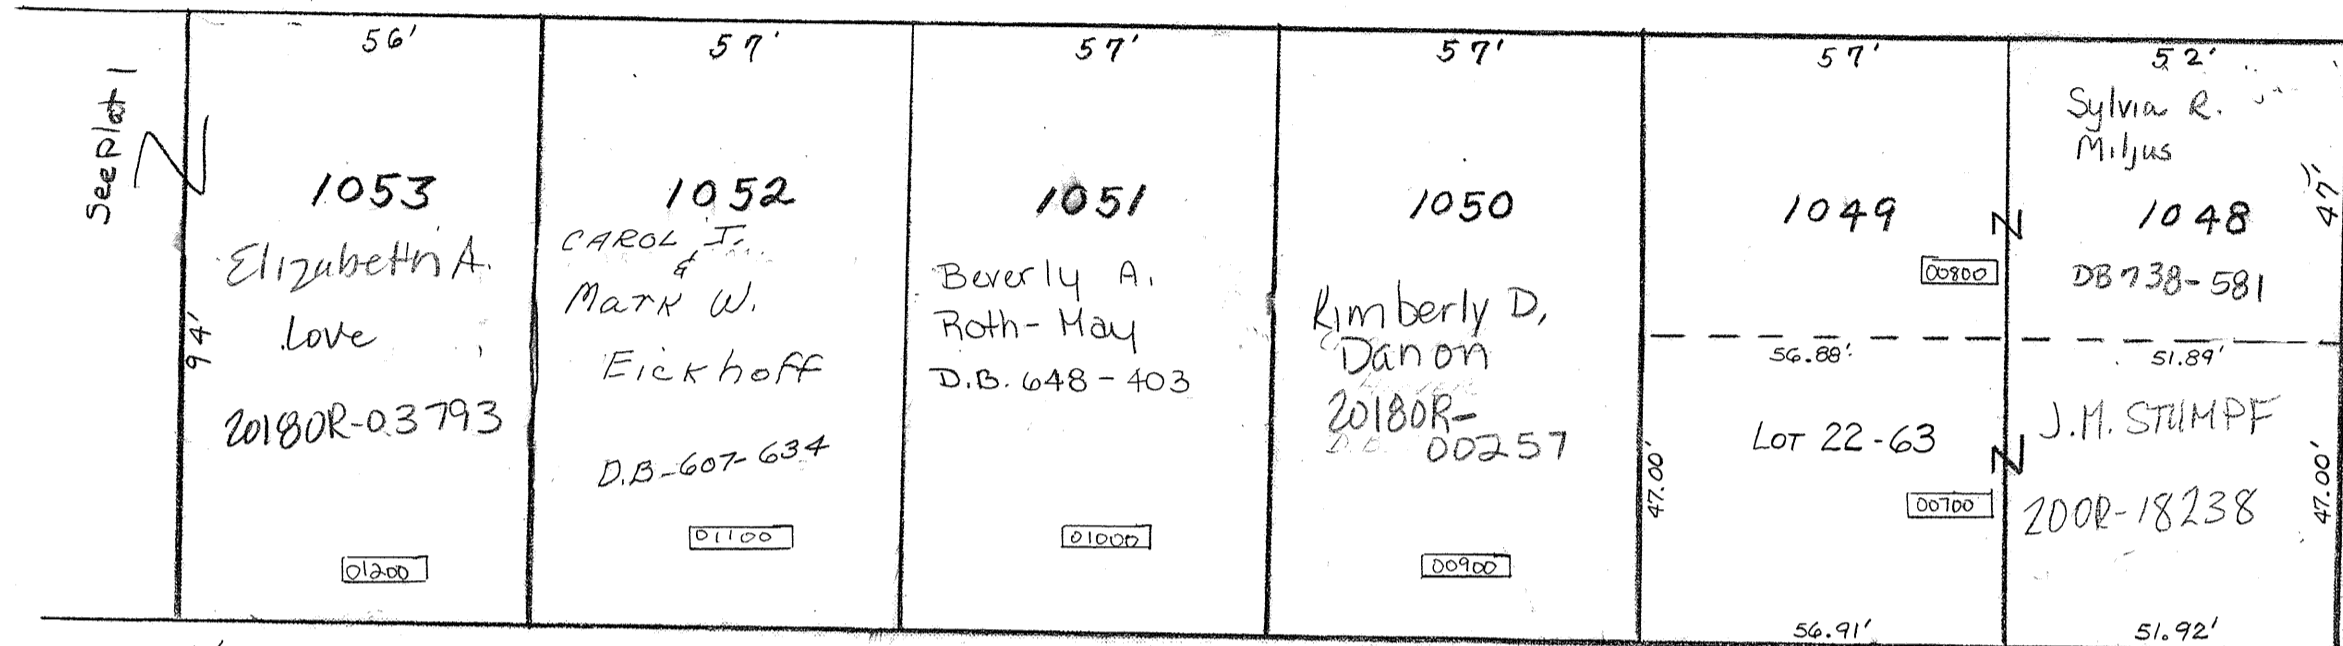 See Plat 1
56'
94'
1053
Elizabeth A.
Love
2018OR-03793
01200
57'
1052
CAROL J.
&
Mark W.
Eickhoff
D.B-607-634
01100
57'
1051
Beverly A.
Roth-May
D.B. 648-403
01000
57'
1050
Kimberly D.
Danon
2018OR-
00257
00900
57'
1049
00800
56.88'
47.00'
LOT 22-63
00700
56.91'
52'
Sylvia R.
Miljus
47'
1048
DB 738-581
51.89'
J.M. STUMPF
20OR-18238
47.00'
51.92'